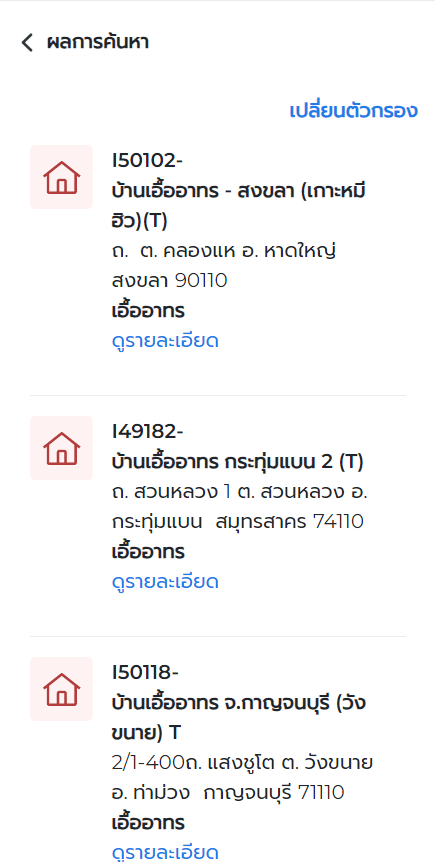 ผลการค้นหา
เปลี่ยนตัวกรอง
I50102-
บ้านเอื้ออาทร - สงขลา (เกาะหมี
ฮิว)(T)
ถ.  ต. คลองแห อ. หาดใหญ่
สงขลา 90110
เอื้ออาทร
ดูรายละเอียด
I49182-
บ้านเอื้ออาทร กระทุ่มแบน 2 (T)
ถ. สวนหลวง 1 ต. สวนหลวง อ.
กระทุ่มแบน  สมุทรสาคร 74110
เอื้ออาทร
ดูรายละเอียด
I50118-
บ้านเอื้ออาทร จ.กาญจนบุรี (วัง
ขนาย) T
2/1-400ถ. แสงชูโต ต. วังขนาย
อ. ท่าม่วง  กาญจนบุรี 71110
เอื้ออาทร
ดูรายละเอียด